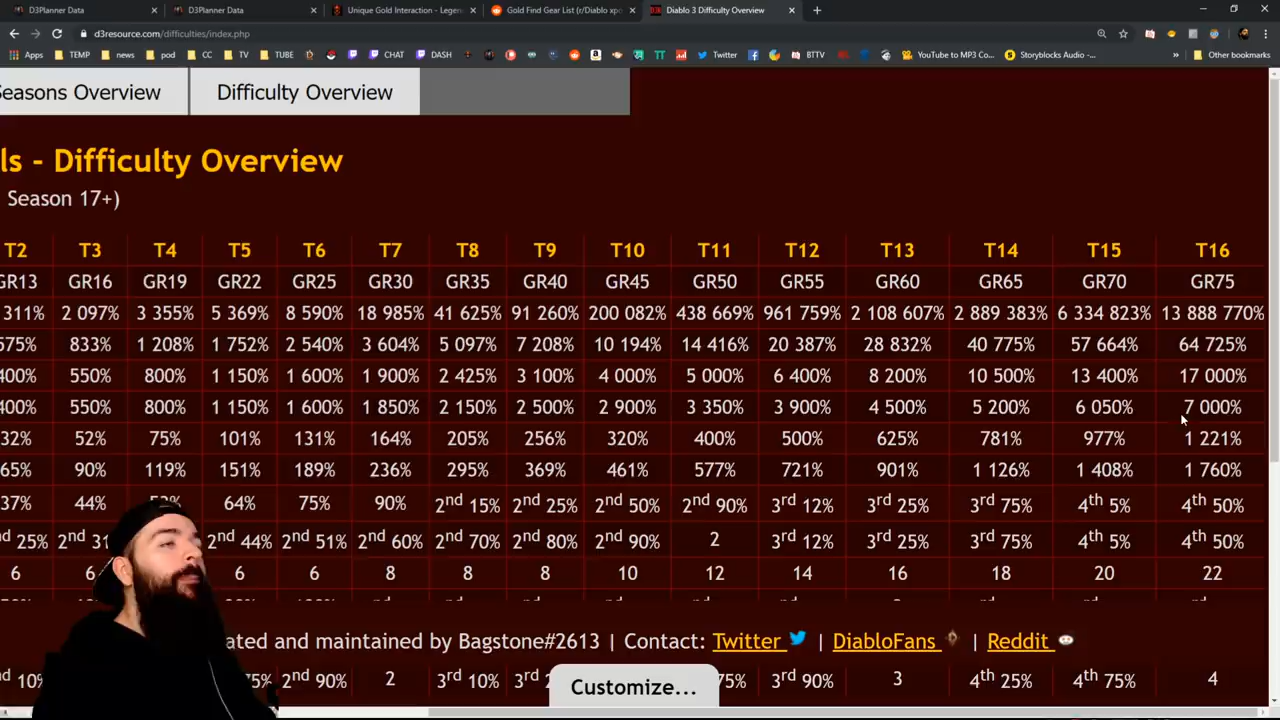 D3Planner Data
D3Planner Data
Unique Gold Interaction - Legen
Gold Find Gear List (r/Diablo xpo
Diablo 3 Difficulty Overview
d3resource.com/difficulties/index.php
Apps TEMP news pod CC TV TUBE CHAT DASH TT Twitter BTTV YouTube to MP3 Co... Storyblocks Audio -... » Other bookmarks
Seasons Overview Difficulty Overview
ls - Difficulty Overview
Season 17+)
T2 T3 T4 T5 T6 T7 T8 T9 T10 T11 T12 T13 T14 T15 T16
GR13 GR16 GR19 GR22 GR25 GR30 GR35 GR40 GR45 GR50 GR55 GR60 GR65 GR70 GR75
311% 2 097% 3 355% 5 369% 8 590% 18 985% 41 625% 91 260% 200 082% 438 669% 961 759% 2 108 607% 2 889 383% 6 334 823% 13 888 770%
575% 833% 1 208% 1 752% 2 540% 3 604% 5 097% 7 208% 10 194% 14 416% 20 387% 28 832% 40 775% 57 664% 64 725%
400% 550% 800% 1 150% 1 600% 1 900% 2 425% 3 100% 4 000% 5 000% 6 400% 8 200% 10 500% 13 400% 17 000%
400% 550% 800% 1 150% 1 600% 1 850% 2 150% 2 500% 2 900% 3 350% 3 900% 4 500% 5 200% 6 050% 7 000%
32% 52% 75% 101% 131% 164% 205% 256% 320% 400% 500% 625% 781% 977% 1 221%
65% 90% 119% 151% 189% 236% 295% 369% 461% 577% 721% 901% 1 126% 1 408% 1 760%
37% 44% 64% 75% 90% 2nd 15% 2nd 25% 2nd 50% 2nd 90% 3rd 12% 3rd 25% 3rd 75% 4th 5% 4th 50%
nd 25% 2nd 31 2nd 44% 2nd 51% 2nd 60% 2nd 70% 2nd 80% 2nd 90% 2 3rd 12% 3rd 25% 3rd 75% 4th 5% 4th 50%
6 6 6 6 8 8 8 10 12 14 16 18 20 22
ated and maintained by Bagstone#2613 | Contact: Twitter | DiabloFans | Reddit
nd 10% 75% 2nd 90% 2 3rd 10% 3rd 75% 3rd 90% 3 4th 25% 4th 75% 4
Customize...